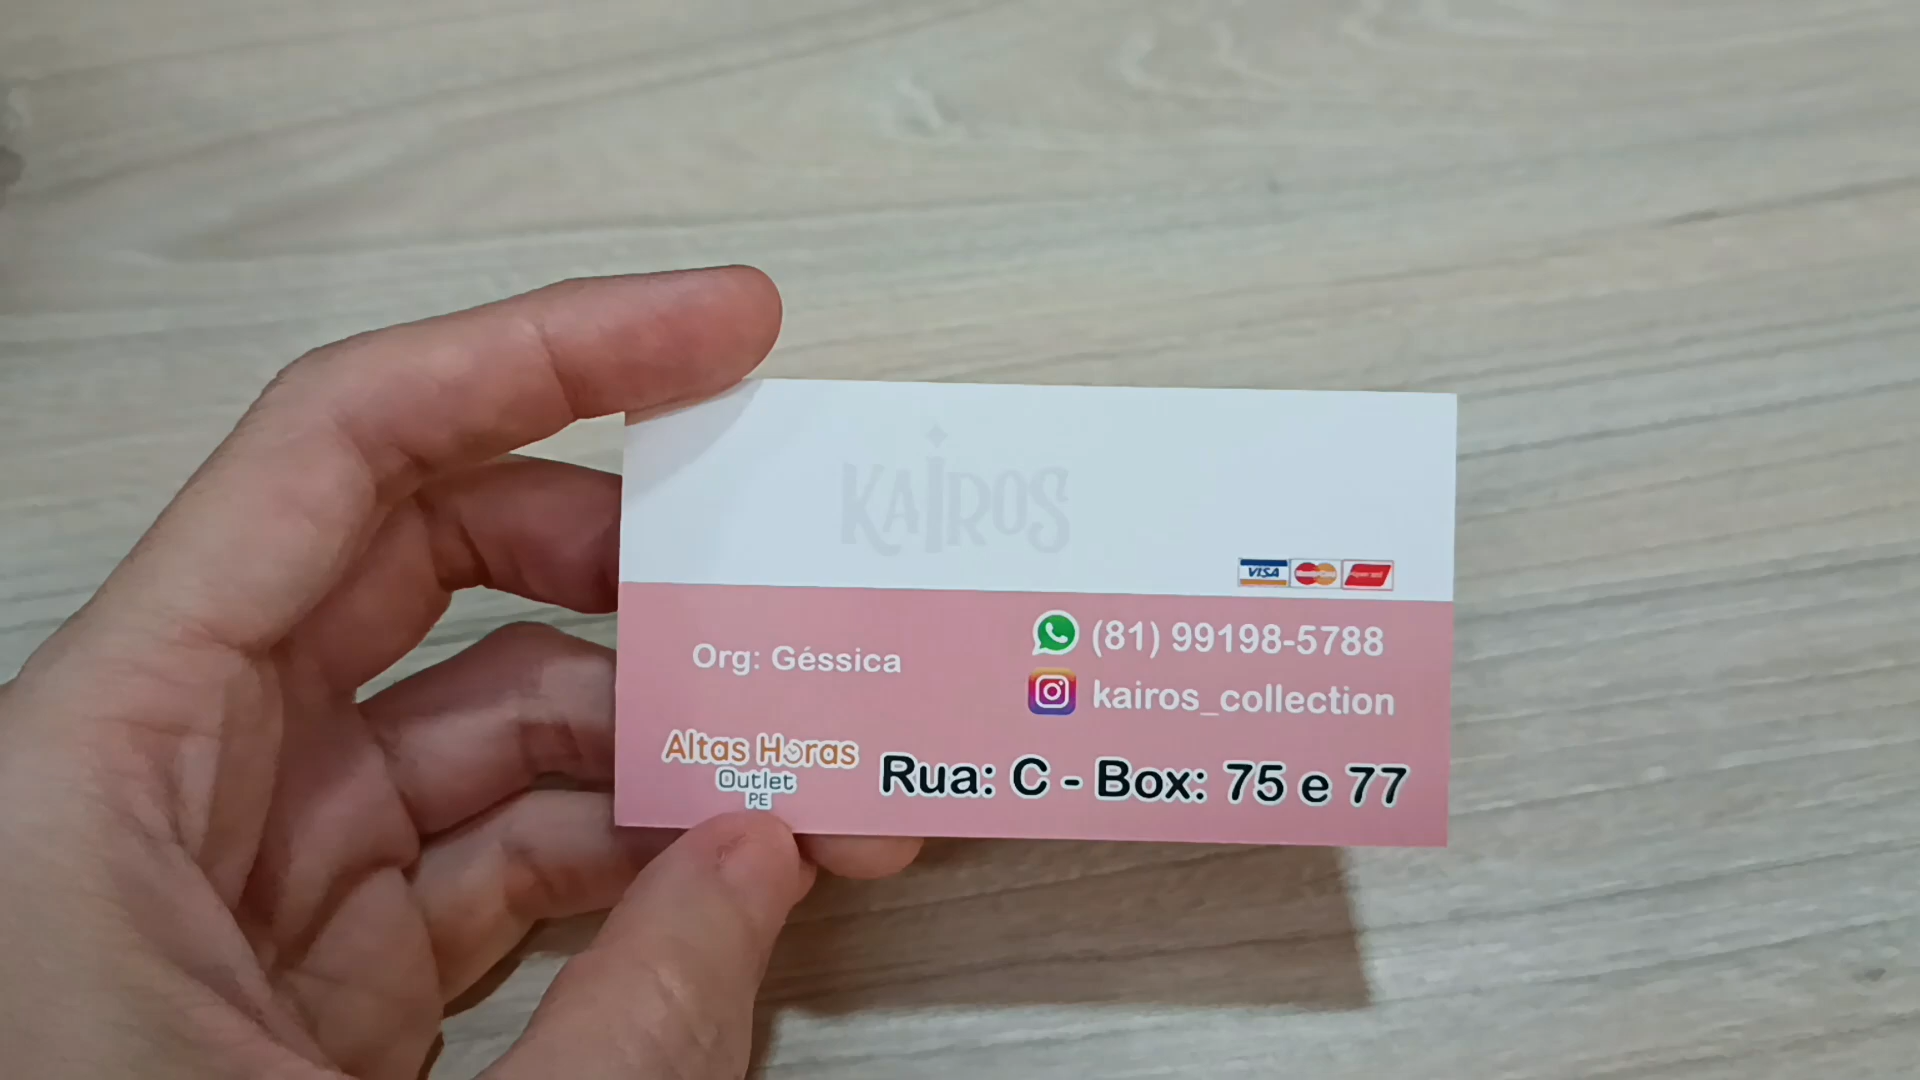 KAIROS
VISA
Org: Géssica
(81) 99198-5788
kairos_collection
Altas Horas
Outlet
PE
Rua: C - Box: 75 e 77